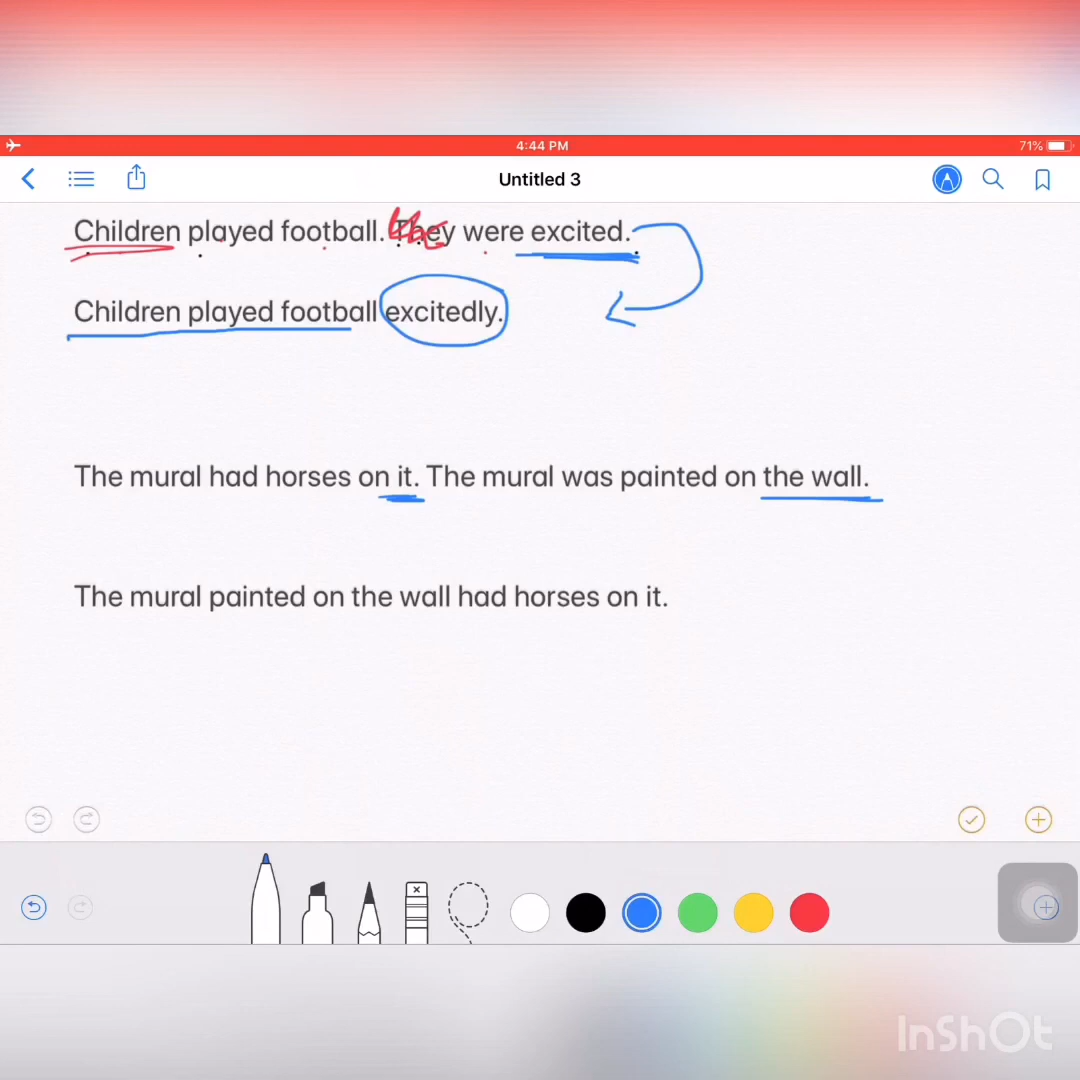 4:44 PM
71%
Untitled 3
Children played football. They were excited.
Children played football excitedly.
The mural had horses on it. The mural was painted on the wall.
The mural painted on the wall had horses on it.
InShOt